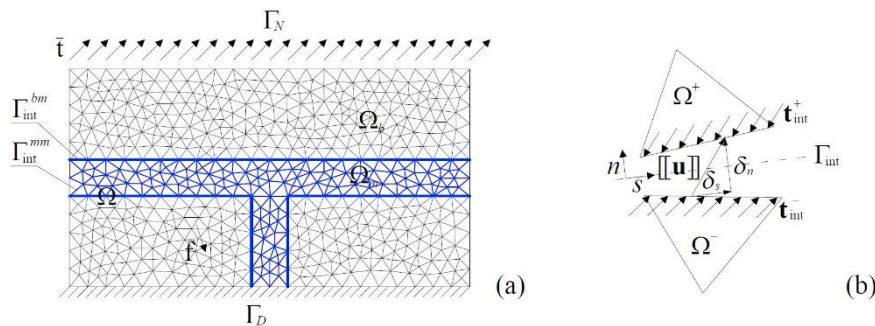 Γ_N
t̄
Γ_int^bm
Γ_int^mm
Ω_b
Ω_m
Ω
f
Γ_D
(a)
Ω⁺
t_int^+
n
s
[[u]]
δ_s
δ_n
Γ_int
t_int^-
Ω⁻
(b)